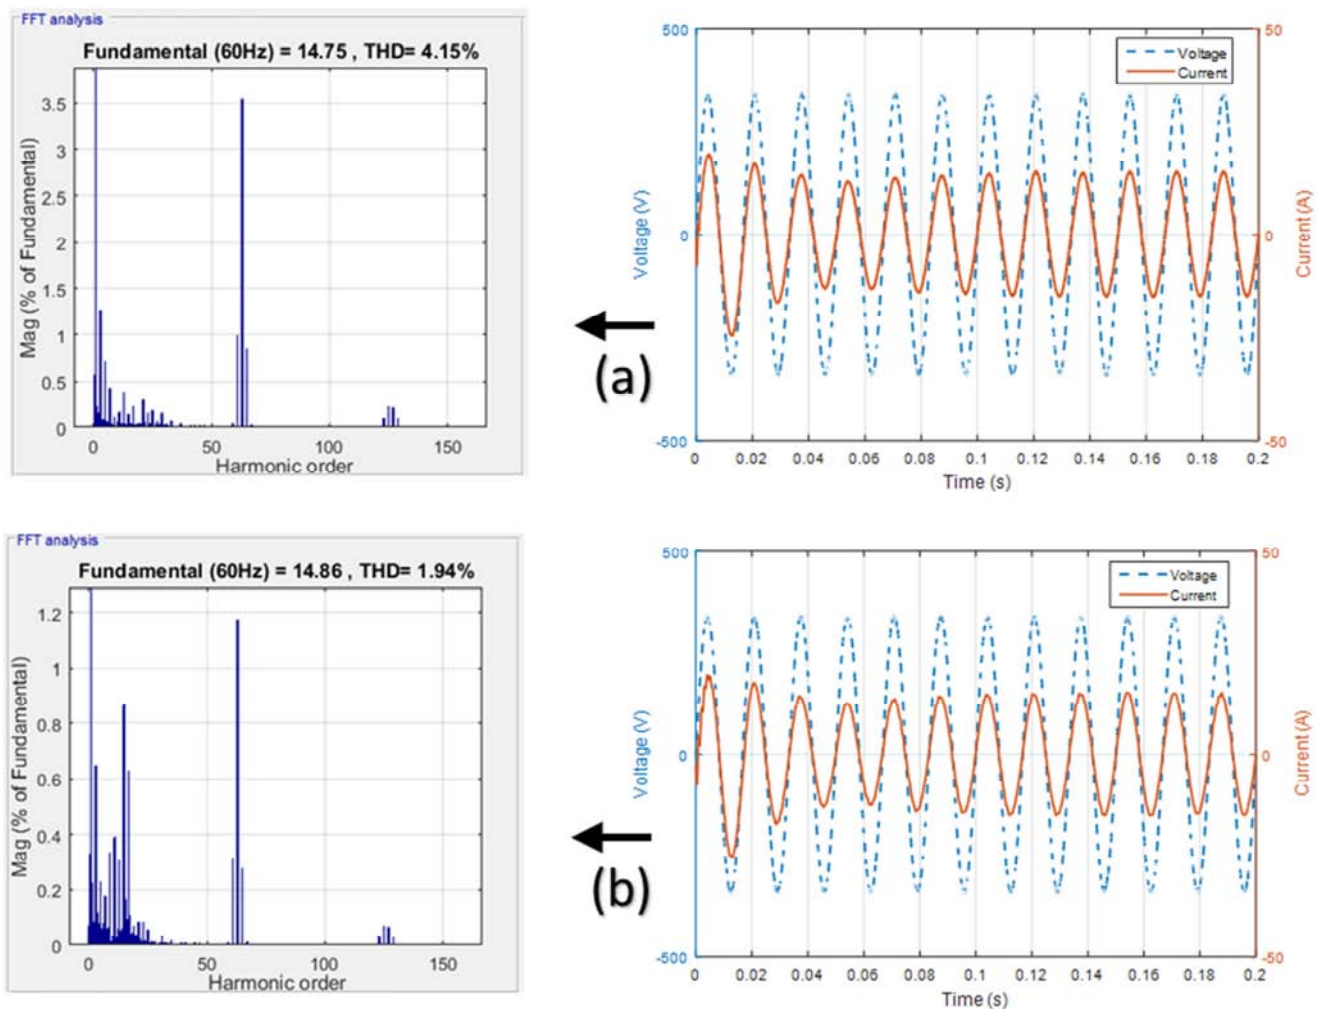 FFT analysis
Fundamental (60Hz) = 14.75 , THD= 4.15%
3.5
3
2.5
2
1.5
1
0.5
0
Mag (% of Fundamental)
0
50
100
150
Harmonic order
(a)
500
0
-500
Voltage (V)
Voltage
Current
50
0
-50
Current (A)
0
0.02
0.04
0.06
0.08
0.1
0.12
0.14
0.16
0.18
0.2
Time (s)
FFT analysis
Fundamental (60Hz) = 14.86 , THD= 1.94%
1.2
1
0.8
0.6
0.4
0.2
0
Mag (% of Fundamental)
0
50
100
150
Harmonic order
(b)
500
0
-500
Voltage (V)
Voltage
Current
50
0
-50
Current (A)
0
0.02
0.04
0.06
0.08
0.1
0.12
0.14
0.16
0.18
0.2
Time (s)